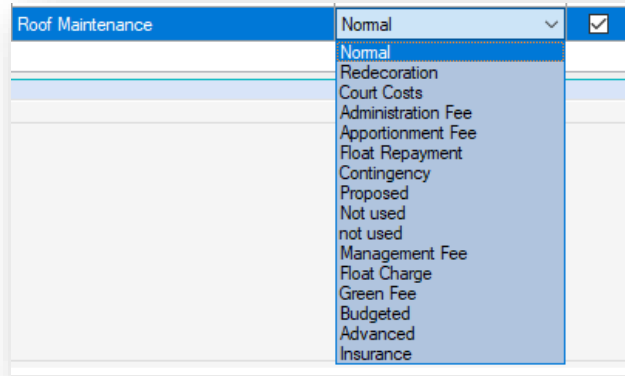 Roof Maintenance Normal
Normal
Redecoration
Court Costs
Administration Fee
Apportionment Fee
Float Repayment
Contingency
Proposed
Not used
not used
Management Fee
Float Charge
Green Fee
Budgeted
Advanced
Insurance